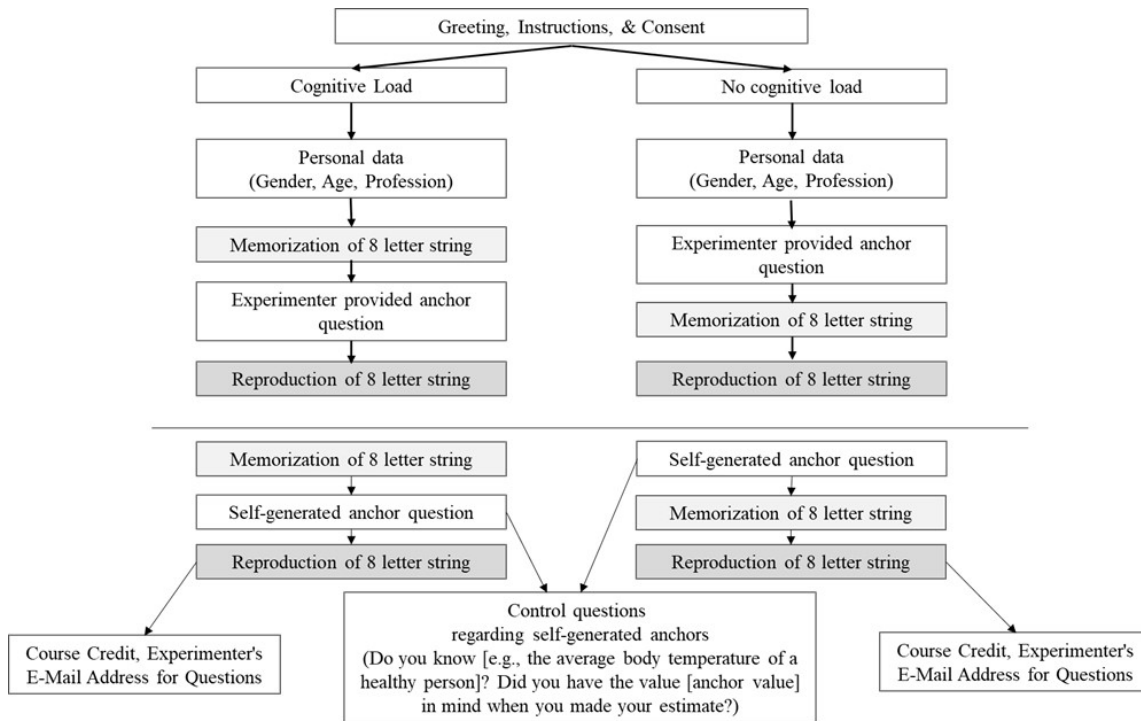 Greeting, Instructions, & Consent
Cognitive Load
No cognitive load
Personal data
(Gender, Age, Profession)
Personal data
(Gender, Age, Profession)
Memorization of 8 letter string
Experimenter provided anchor
question
Experimenter provided anchor
question
Memorization of 8 letter string
Reproduction of 8 letter string
Reproduction of 8 letter string
Memorization of 8 letter string
Self-generated anchor question
Self-generated anchor question
Memorization of 8 letter string
Reproduction of 8 letter string
Reproduction of 8 letter string
Control questions
regarding self-generated anchors
(Do you know [e.g., the average body temperature of a
healthy person]? Did you have the value [anchor value]
in mind when you made your estimate?)
Course Credit, Experimenter's
E-Mail Address for Questions
Course Credit, Experimenter's
E-Mail Address for Questions